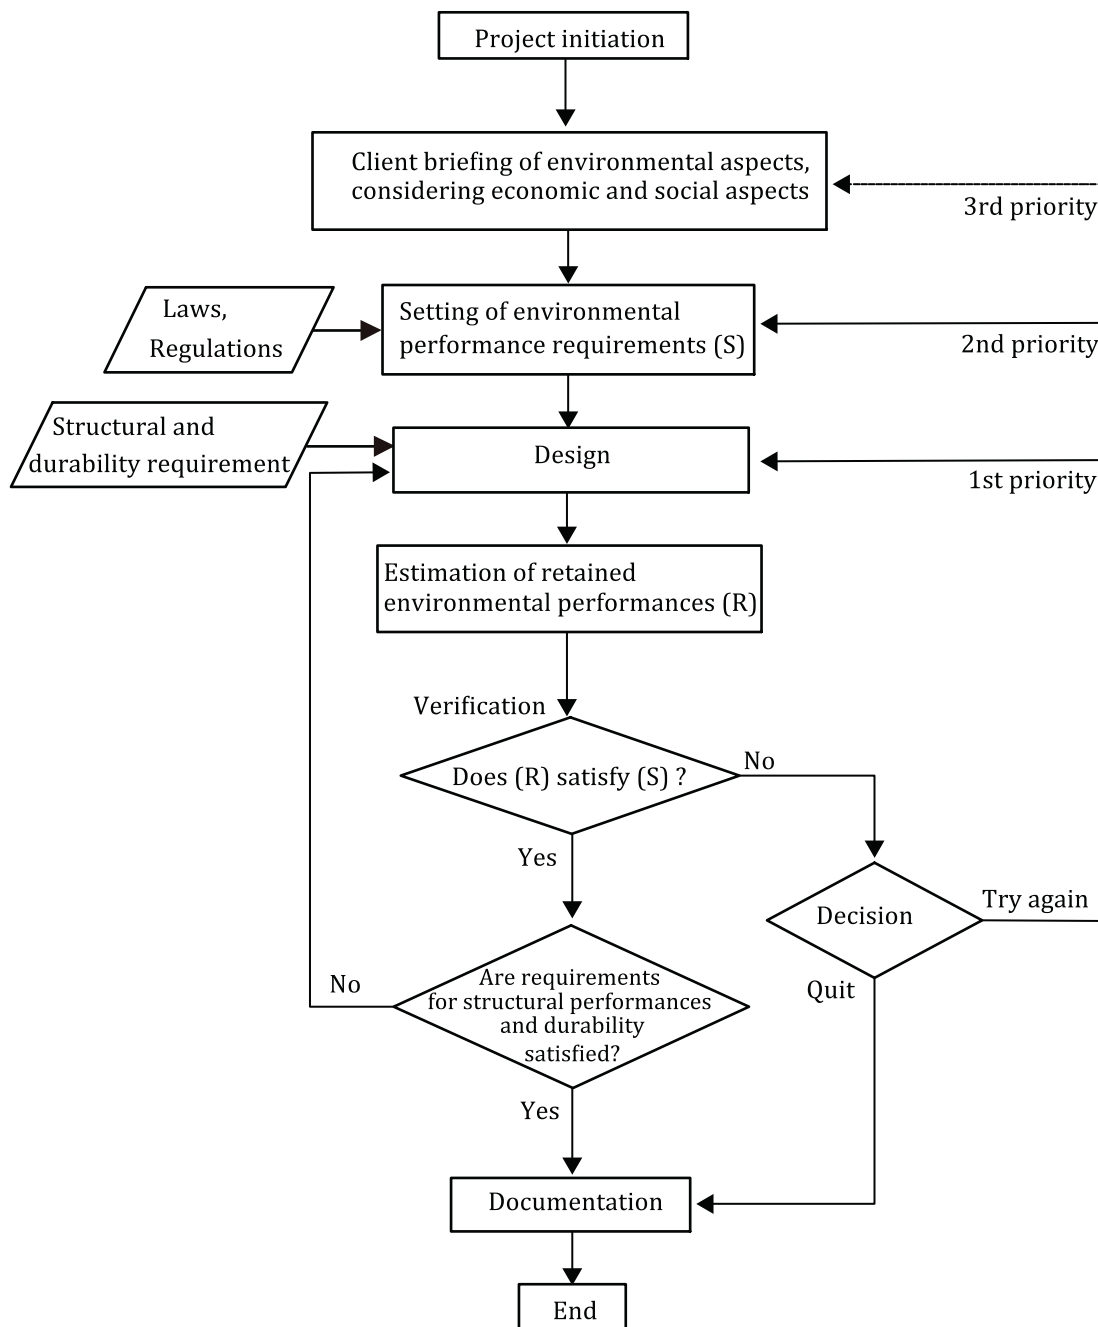 Project initiation
Client briefing of environmental aspects,
considering economic and social aspects
3rd priority
Laws,
Regulations
Setting of environmental
performance requirements (S)
2nd priority
Structural and
durability requirement
Design
1st priority
Estimation of retained
environmental performances (R)
Verification
Does (R) satisfy (S) ?
No
Yes
Decision
Try again
Quit
Are requirements
for structural performances
and durability
satisfied?
No
Yes
Documentation
End